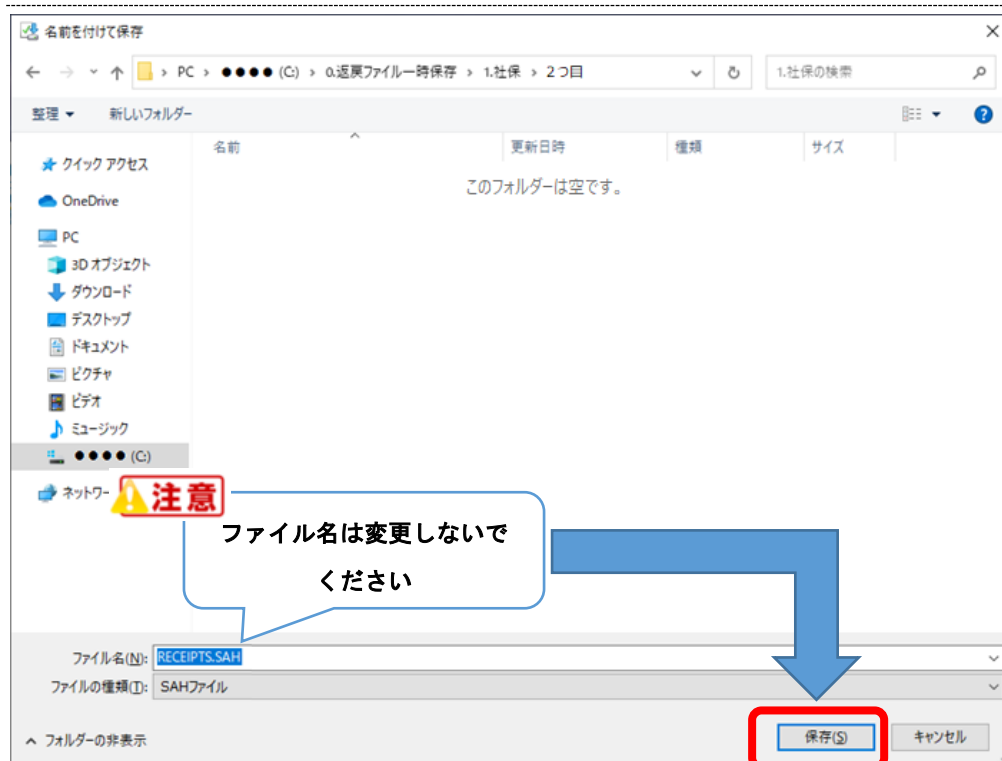 名前を付けて保存
PC › ●●●● (C:) › 0.返戻ファイル一時保存 › 1.社保 › 2つ目
1.社保の検索
整理 新しいフォルダー
名前 更新日時 種類 サイズ
このフォルダーは空です。
クイック アクセス
OneDrive
PC
3D オブジェクト
ダウンロード
デスクトップ
ドキュメント
ピクチャ
ビデオ
ミュージック
●●●● (C:)
ネットワー
注意
ファイル名は変更しないで
ください
ファイル名(N): RECEIPTS.SAH
ファイルの種類(T): SAHファイル
フォルダーの非表示
保存(S) キャンセル